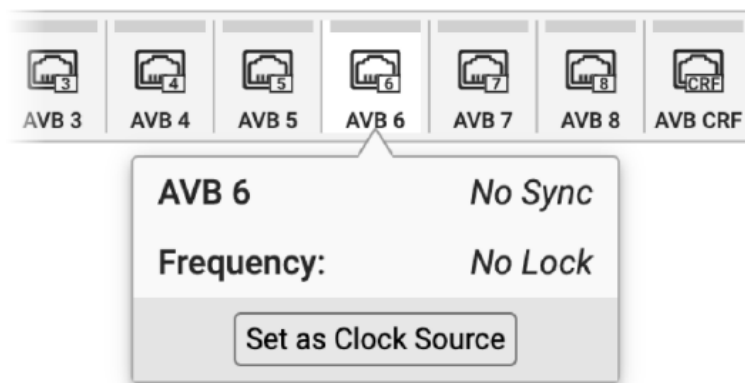 3 4 5 6 7 8 CRF
AVB 3 AVB 4 AVB 5 AVB 6 AVB 7 AVB 8 AVB CRF
AVB 6 No Sync
Frequency: No Lock
Set as Clock Source